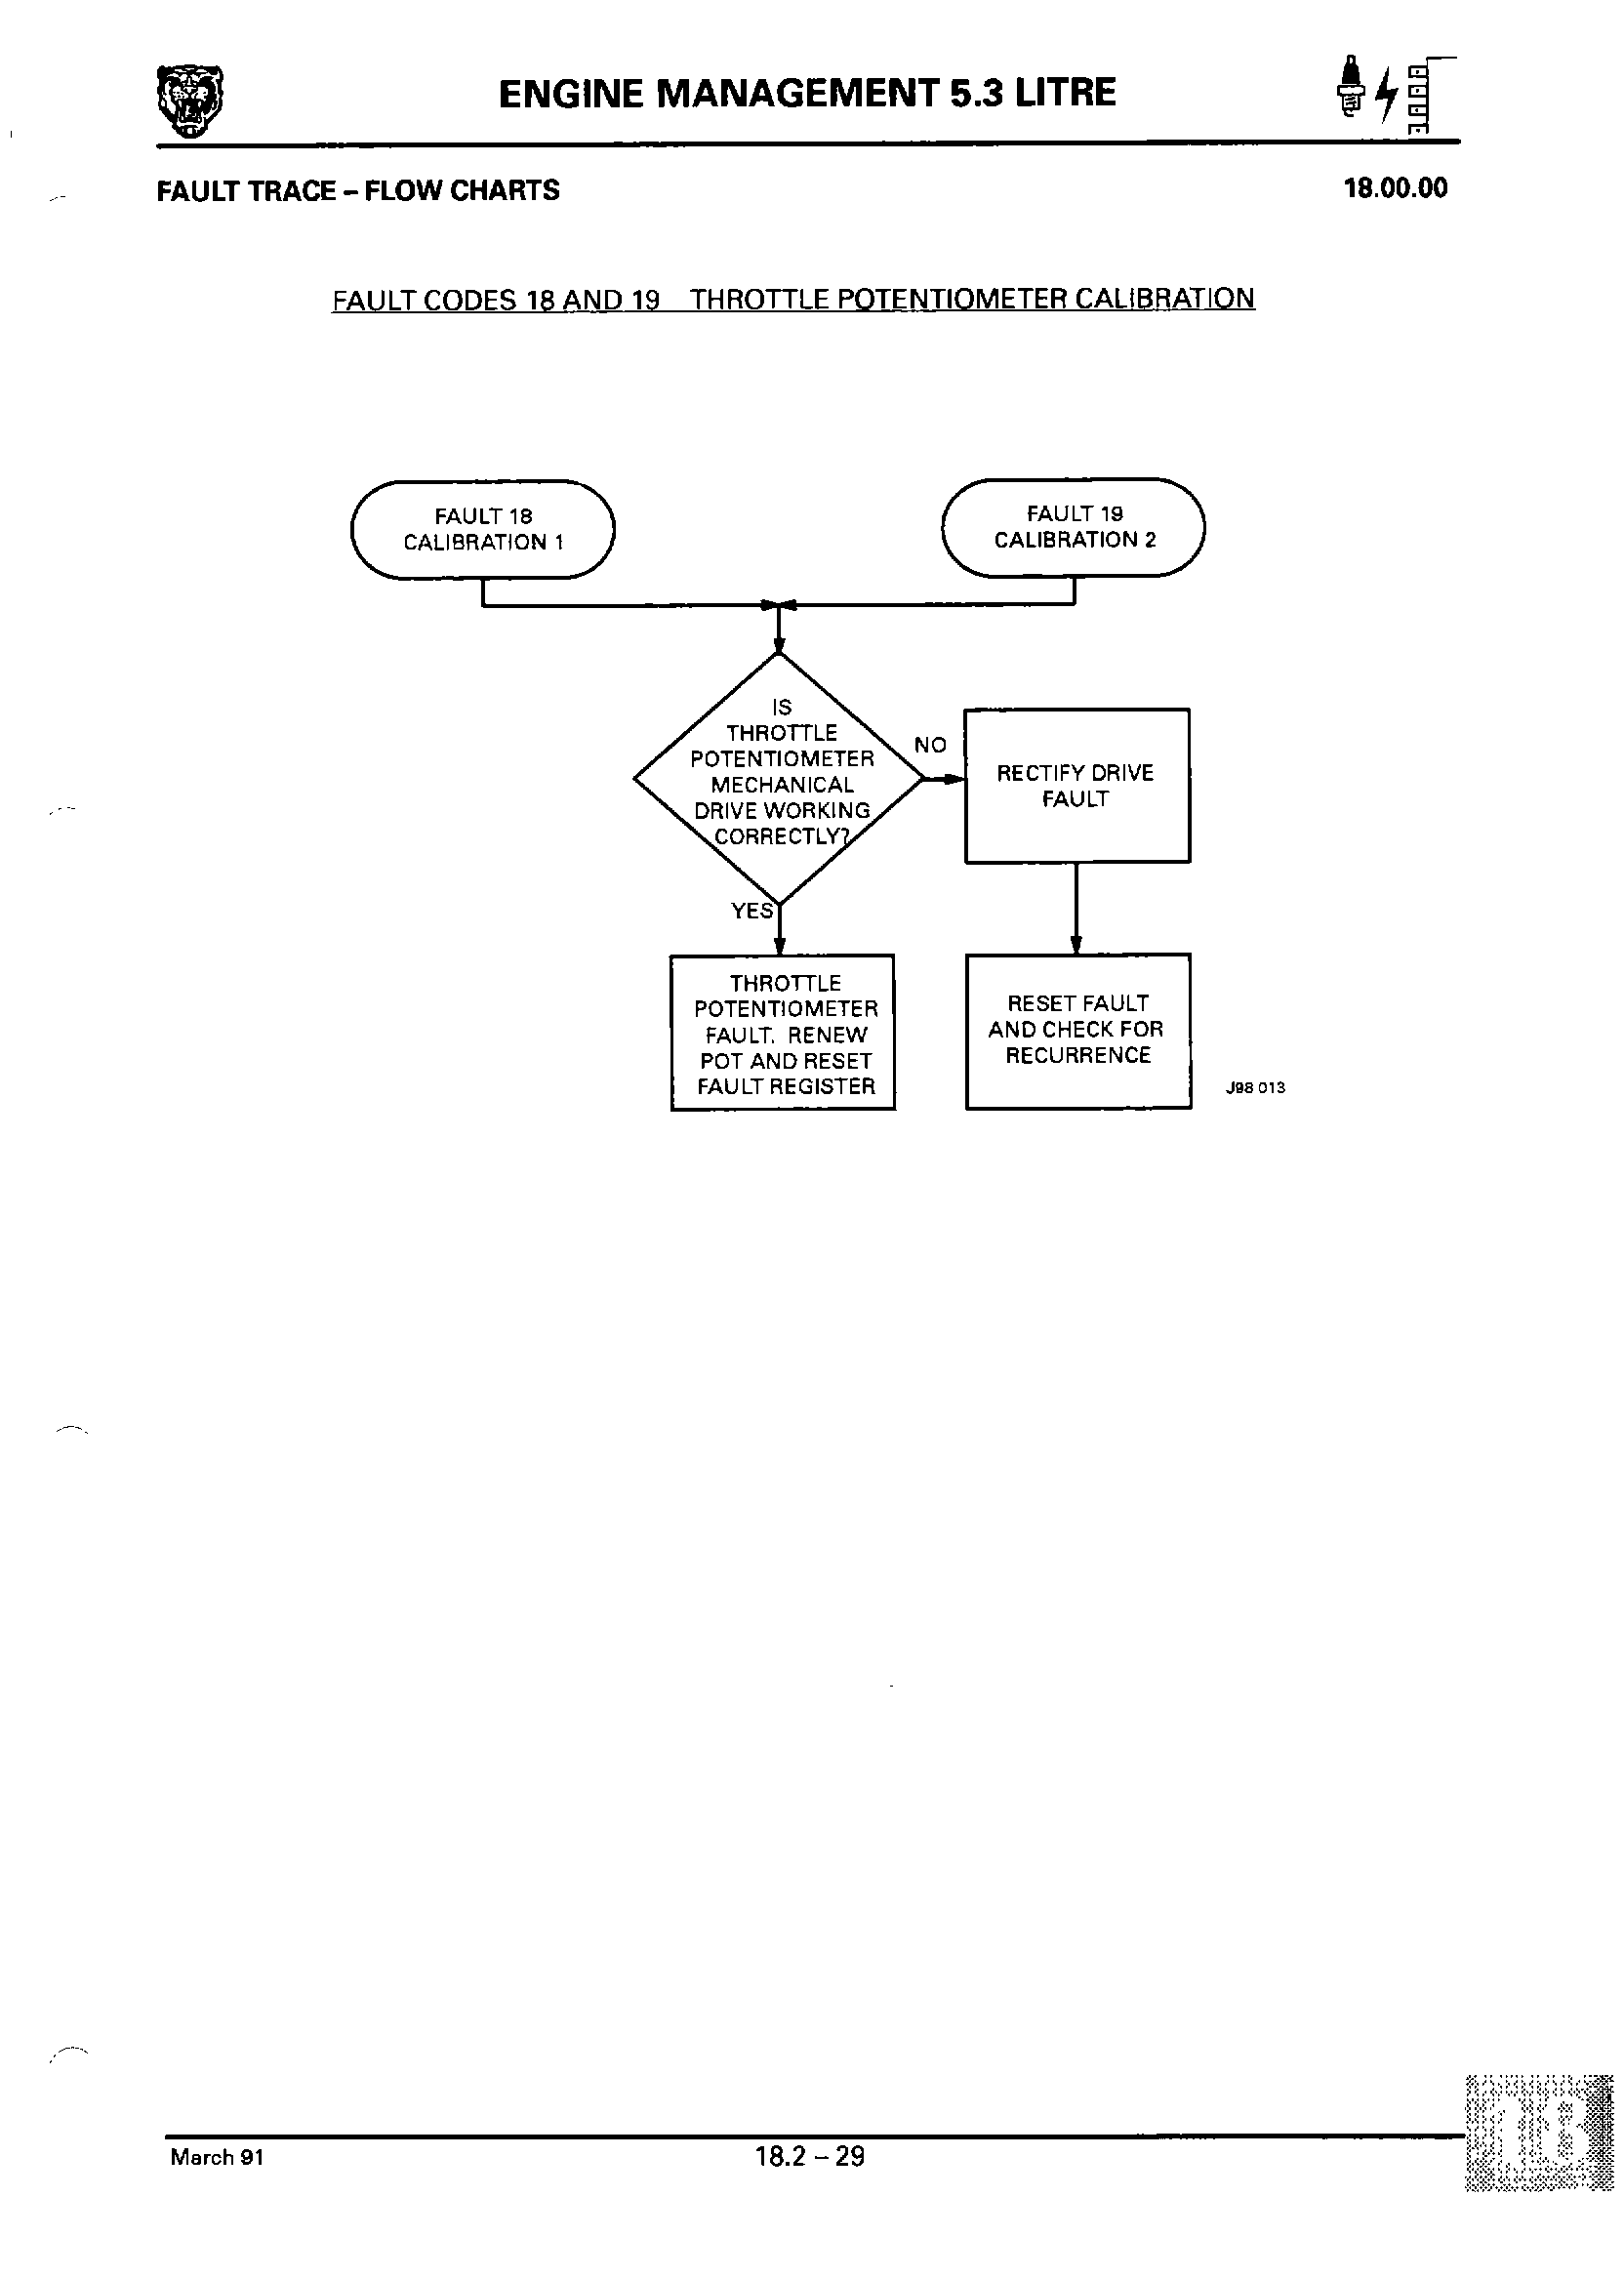 ENGINE MANAGEMENT 5.3 LITRE
FAULT TRACE – FLOW CHARTS
18.00.00
FAULT CODES 18 AND 19 THROTTLE POTENTIOMETER CALIBRATION
FAULT 18
CALIBRATION 1
FAULT 19
CALIBRATION 2
IS
THROTTLE
POTENTIOMETER
MECHANICAL
DRIVE WORKING
CORRECTLY?
NO
RECTIFY DRIVE
FAULT
YES
THROTTLE
POTENTIOMETER
FAULT. RENEW
POT AND RESET
FAULT REGISTER
RESET FAULT
AND CHECK FOR
RECURRENCE
J98 013
March 91
18.2 – 29
18